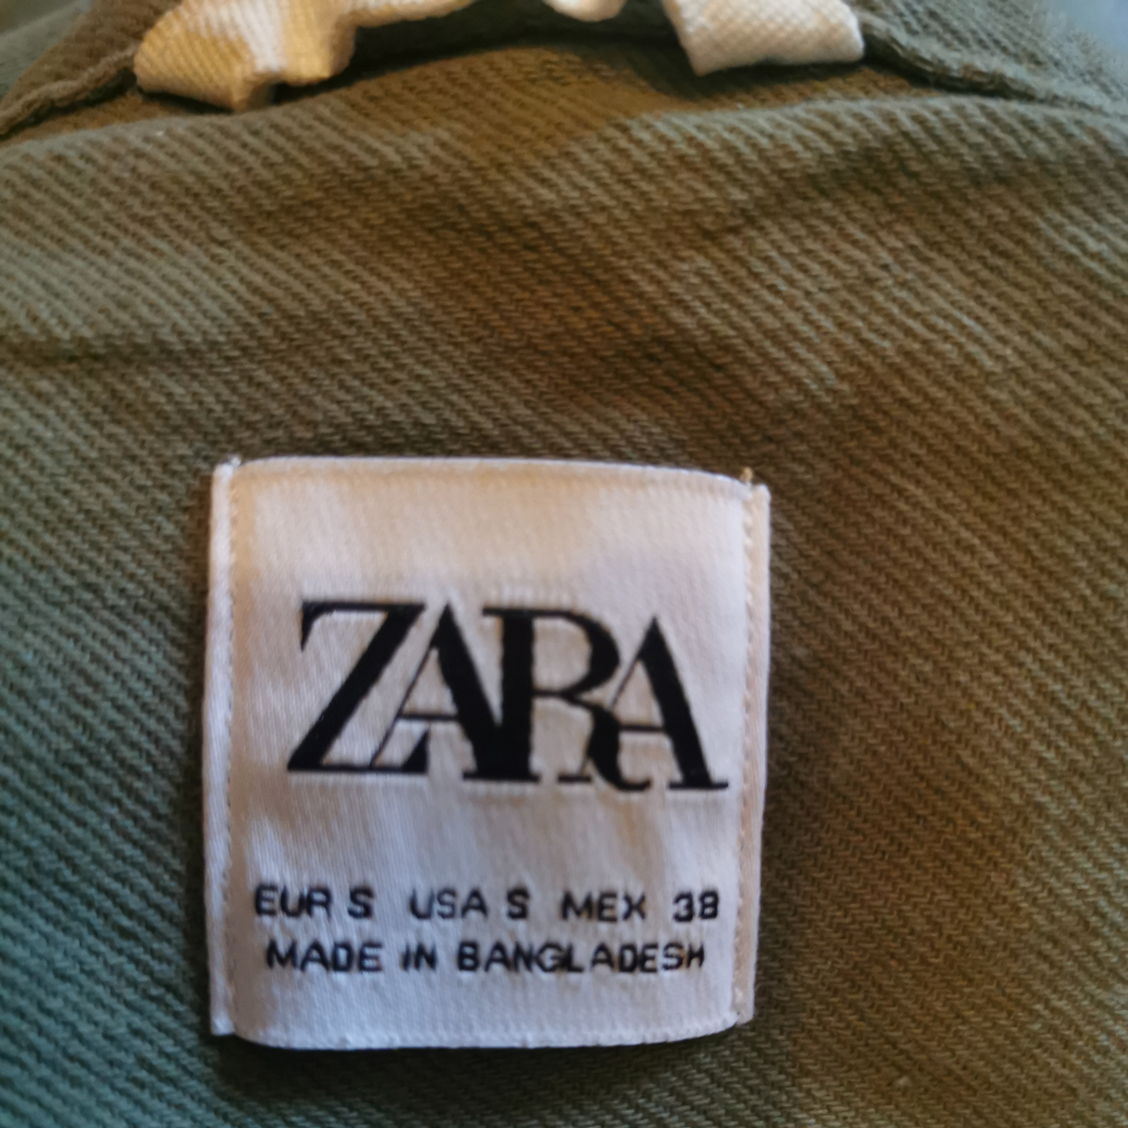 ZARA
EUR S USA S MEX 38
MADE IN BANGLADESH